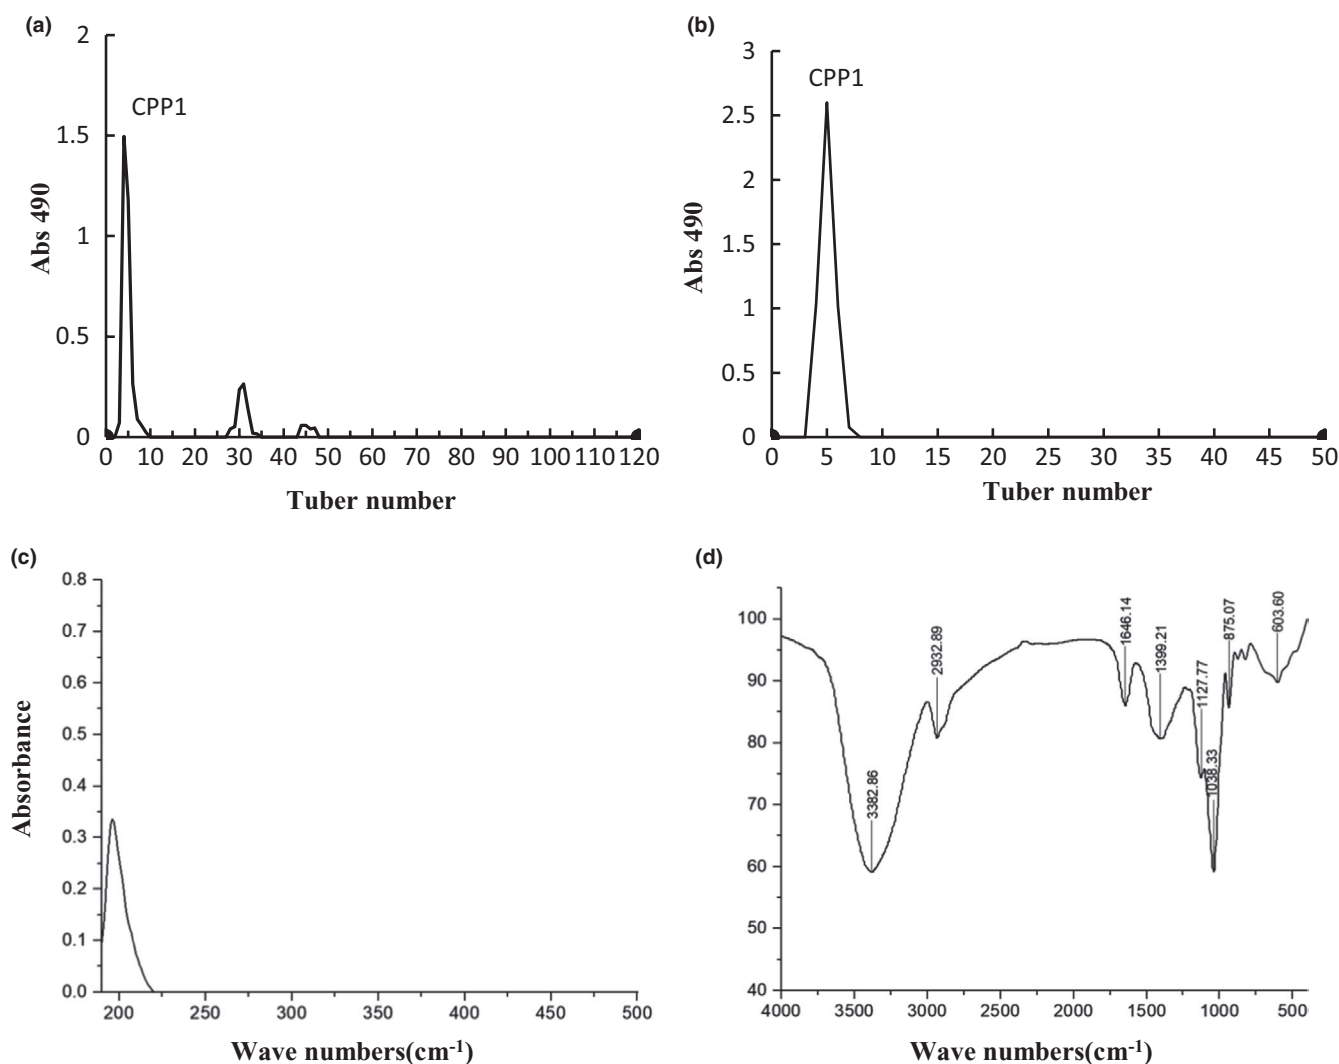 (a)
2
1.5
1
0.5
0
CPP1
Abs 490
0 10 20 30 40 50 60 70 80 90 100 110 120
Tuber number
(b)
3
2.5
2
1.5
1
0.5
0
CPP1
Abs 490
0 5 10 15 20 25 30 35 40 45 50
Tuber number
(c)
0.8
0.7
0.6
0.5
0.4
0.3
0.2
0.1
0.0
Absorbance
200 250 300 350 400 450 500
Wave numbers(cm-1)
(d)
100
90
80
70
60
50
40
3382.86
2932.89
1646.14
1399.21
1127.77
1038.33
875.07
603.60
4000 3500 3000 2500 2000 1500 1000 500
Wave numbers(cm-1)